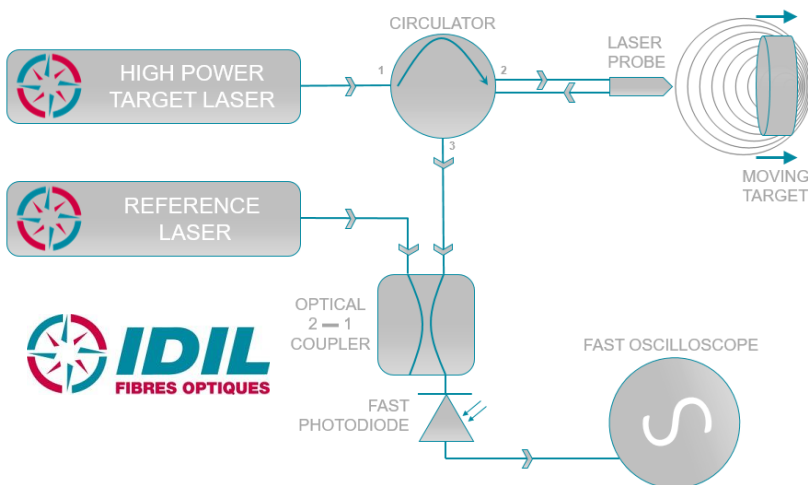 CIRCULATOR
HIGH POWER
TARGET LASER
1
2
3
LASER
PROBE
MOVING
TARGET
REFERENCE
LASER
OPTICAL
2 — 1
COUPLER
IDIL
FIBRES OPTIQUES
FAST
PHOTODIODE
FAST OSCILLOSCOPE